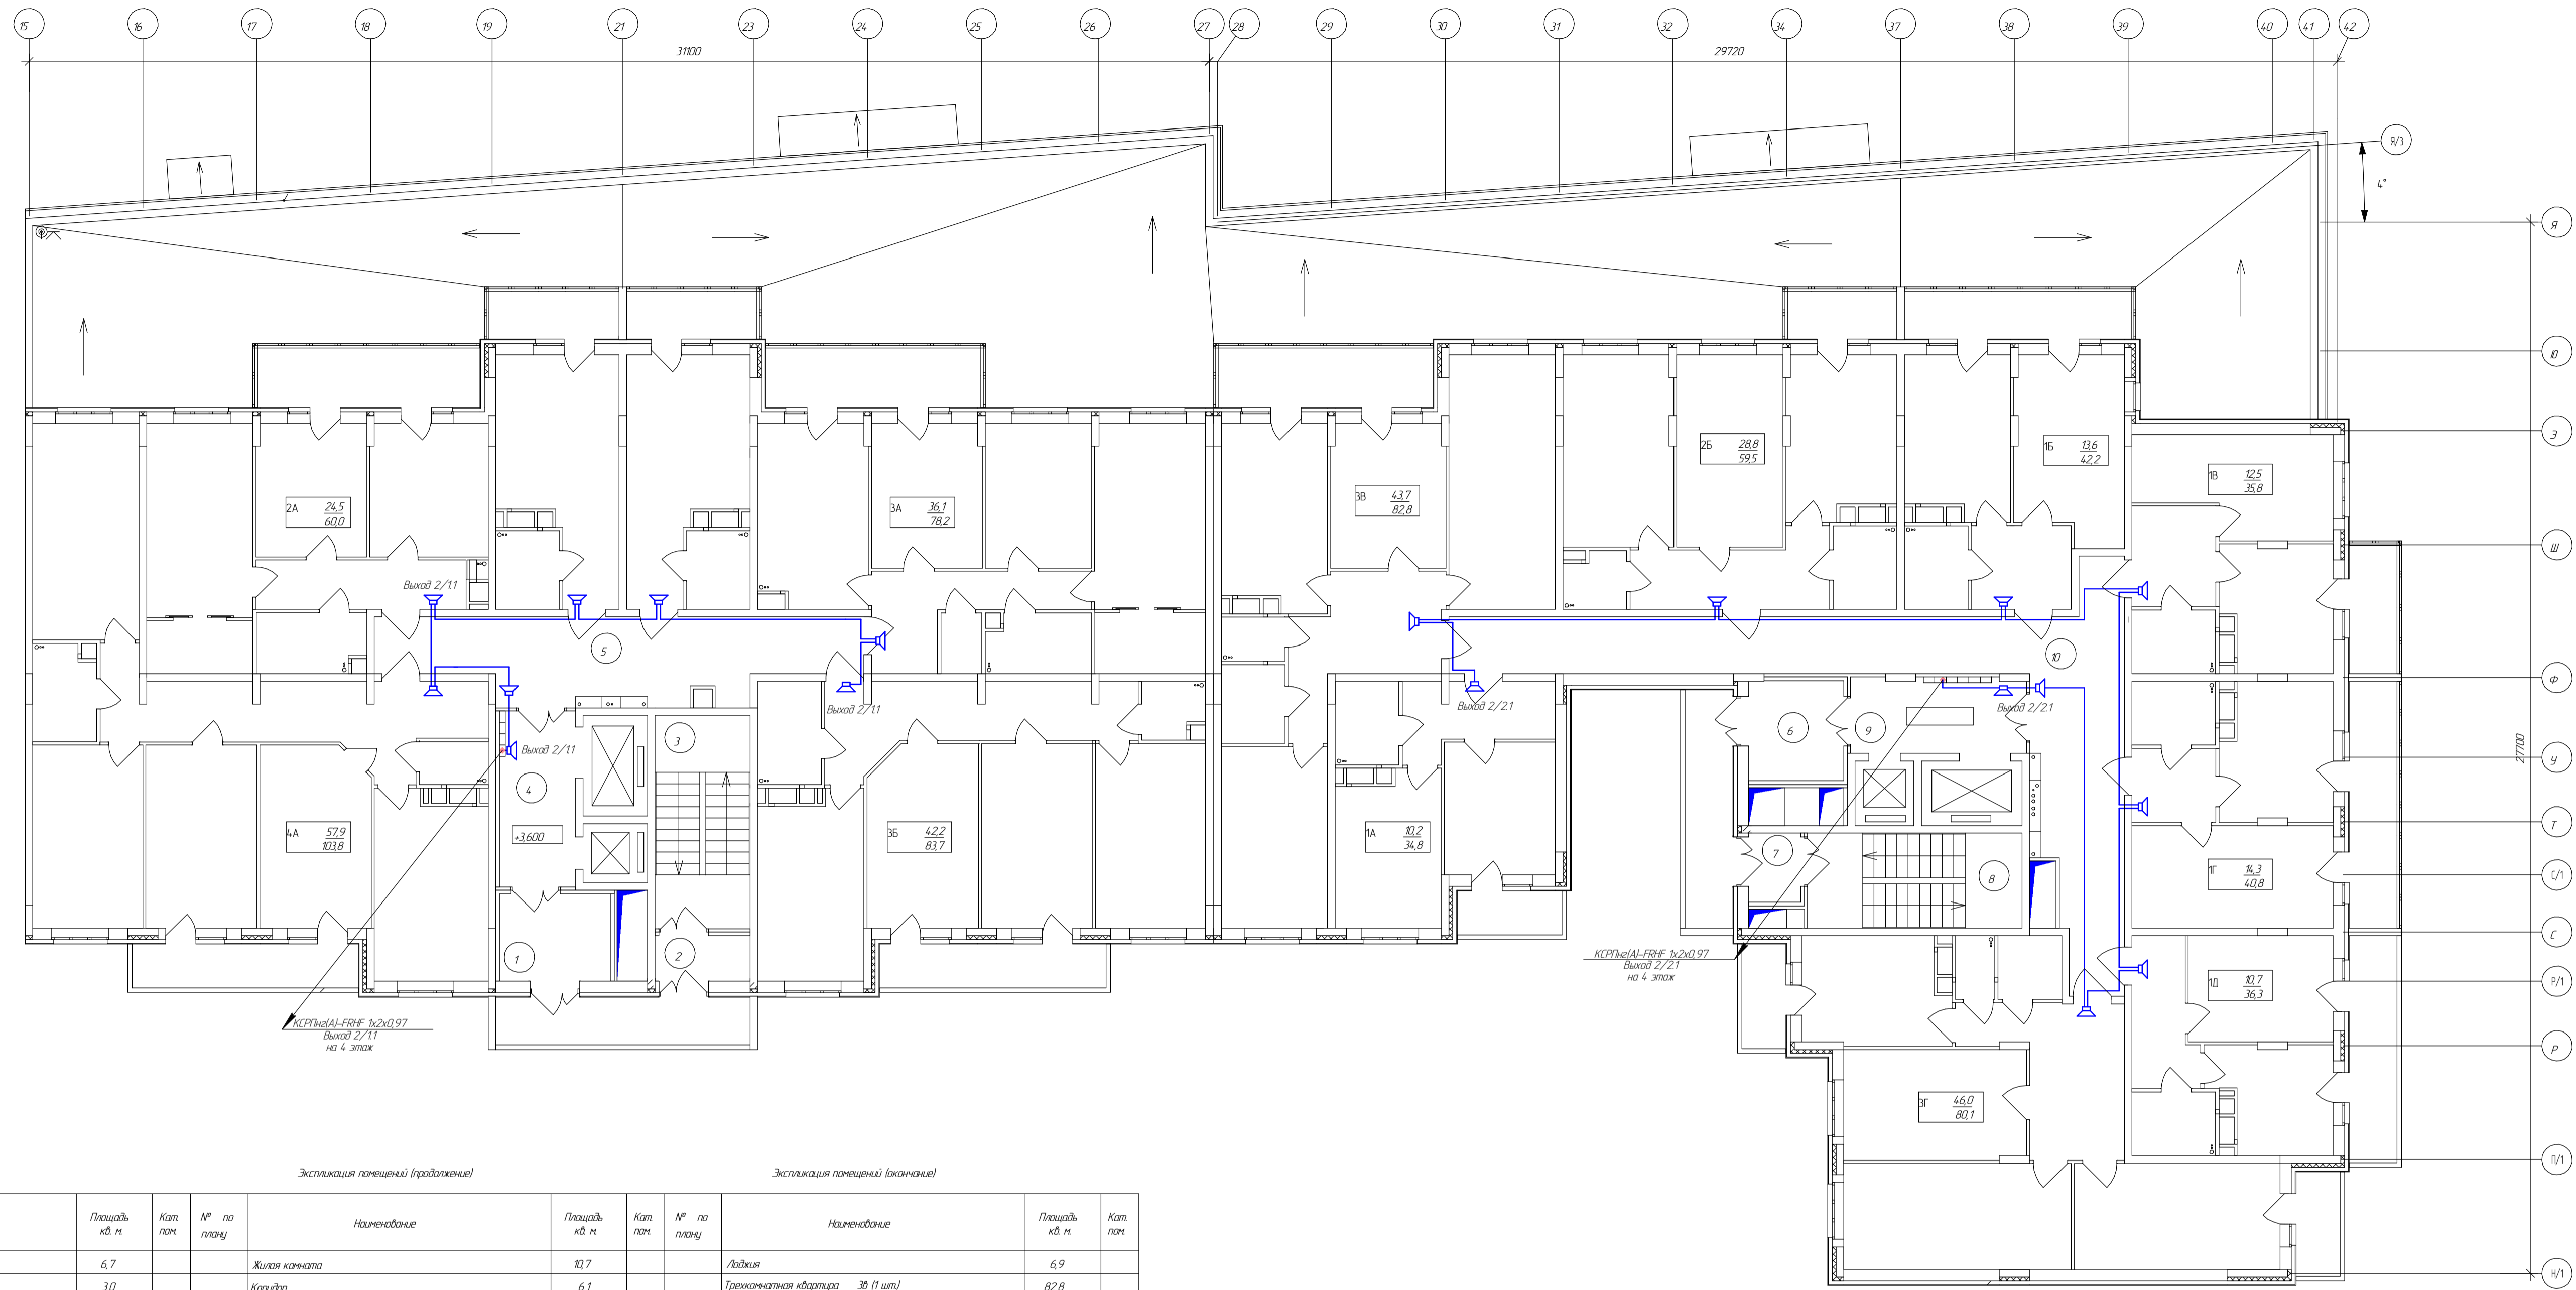 15 16 17 18 19 21 23 24 25 26 27 28 29 30 31 32 34 37 38 39 40 41 42
31100 29720
Я/3
4°
Я
Ю
Э
Ш
Ф
У
Т
С/1
С
Р/1
Р
П/1
Н/1
27700
2А 24,5
60,0
3А 36,1
78,2
3В 43,7
82,8
2Б 28,8
59,5
1Б 13,6
42,2
1В 12,5
35,8
Выход 2/1.1
5
10
Выход 2/1.1
Выход 2/2.1
Выход 2/2.1
3
6
9
Выход 2/1.1
4
+3,600
4А 57,9
103,8
3Б 42,2
83,7
1А 10,2
34,8
7
8
1Г 14,3
40,8
1
2
КСРПнг(А)-FRHF 1х2х0,97
Выход 2/2.1
на 4 этаж
1Д 10,7
36,3
КСРПнг(А)-FRHF 1х2х0,97
Выход 2/1.1
на 4 этаж
3Г 46,0
80,1
Экспликация помещений (продолжение) Экспликация помещений (окончание)
Площадь кв. м. Кат. пом. № по плану Наименование Площадь кв. м. Кат. пом. № по плану Наименование Площадь кв. м. Кат. пом.
6,7 Жилая комната 10,7 Лоджия 6,9
3,0 Коридор 6,1 Трехкомнатная квартира 3в (1 шт.) 82,8